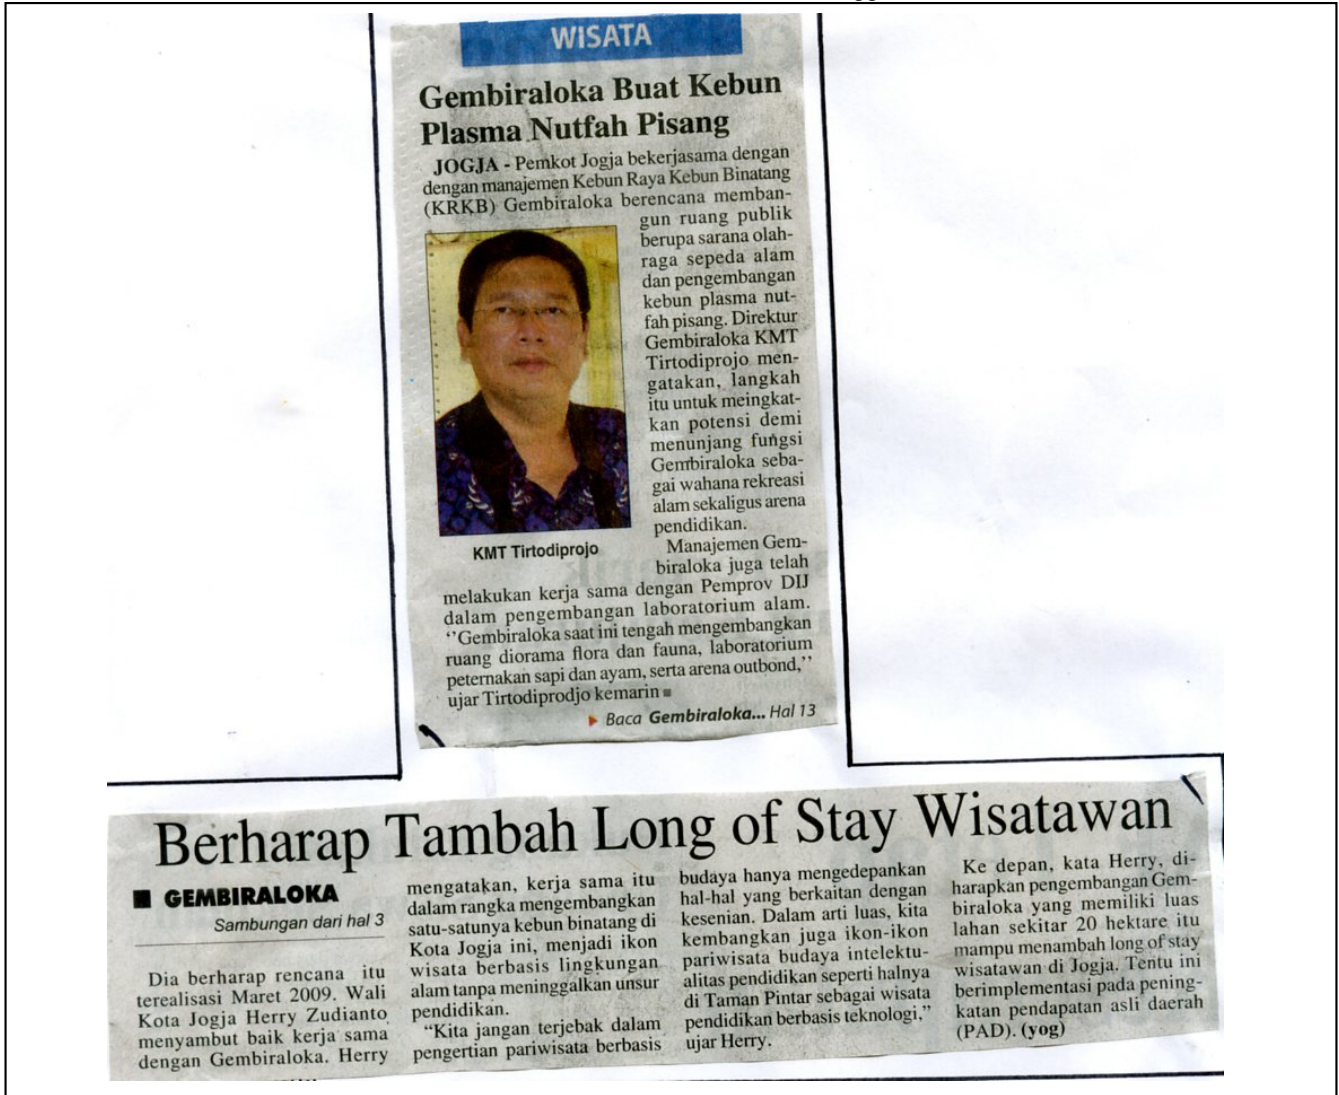 WISATA
Gembiraloka Buat Kebun
Plasma Nutfah Pisang
JOGJA - Pemkot Jogja bekerjasama dengan
dengan manajemen Kebun Raya Kebun Binatang
(KRKB) Gembiraloka berencana memban-
gun ruang publik
berupa sarana olah-
raga sepeda alam
dan pengembangan
kebun plasma nut-
fah pisang. Direktur
Gembiraloka KMT
Tirtodiprojo men-
gatakan, langkah
itu untuk meingkat-
kan potensi demi
menunjang fungsi
Gembiraloka seba-
gai wahana rekreasi
alam sekaligus arena
pendidikan.
KMT Tirtodiprojo
Manajemen Gem-
biraloka juga telah
melakukan kerja sama dengan Pemprov DIJ
dalam pengembangan laboratorium alam.
‘‘Gembiraloka saat ini tengah mengembangkan
ruang diorama flora dan fauna, laboratorium
peternakan sapi dan ayam, serta arena outbond,’’
ujar Tirtodiprodjo kemarin ■
▶ Baca Gembiraloka... Hal 13
Berharap Tambah Long of Stay Wisatawan
■ GEMBIRALOKA
Sambungan dari hal 3
Dia berharap rencana itu
terealisasi Maret 2009. Wali
Kota Jogja Herry Zudianto
menyambut baik kerja sama
dengan Gembiraloka. Herry
mengatakan, kerja sama itu
dalam rangka mengembangkan
satu-satunya kebun binatang di
Kota Jogja ini, menjadi ikon
wisata berbasis lingkungan
alam tanpa meninggalkan unsur
pendidikan.
“Kita jangan terjebak dalam
pengertian pariwisata berbasis
budaya hanya mengedepankan
hal-hal yang berkaitan dengan
kesenian. Dalam arti luas, kita
kembangkan juga ikon-ikon
pariwisata budaya intelektu-
alitas pendidikan seperti halnya
di Taman Pintar sebagai wisata
pendidikan berbasis teknologi,”
ujar Herry.
Ke depan, kata Herry, di-
harapkan pengembangan Gem-
biraloka yang memiliki luas
lahan sekitar 20 hektare itu
mampu menambah long of stay
wisatawan di Jogja. Tentu ini
berimplementasi pada pening-
katan pendapatan asli daerah
(PAD). (yog)